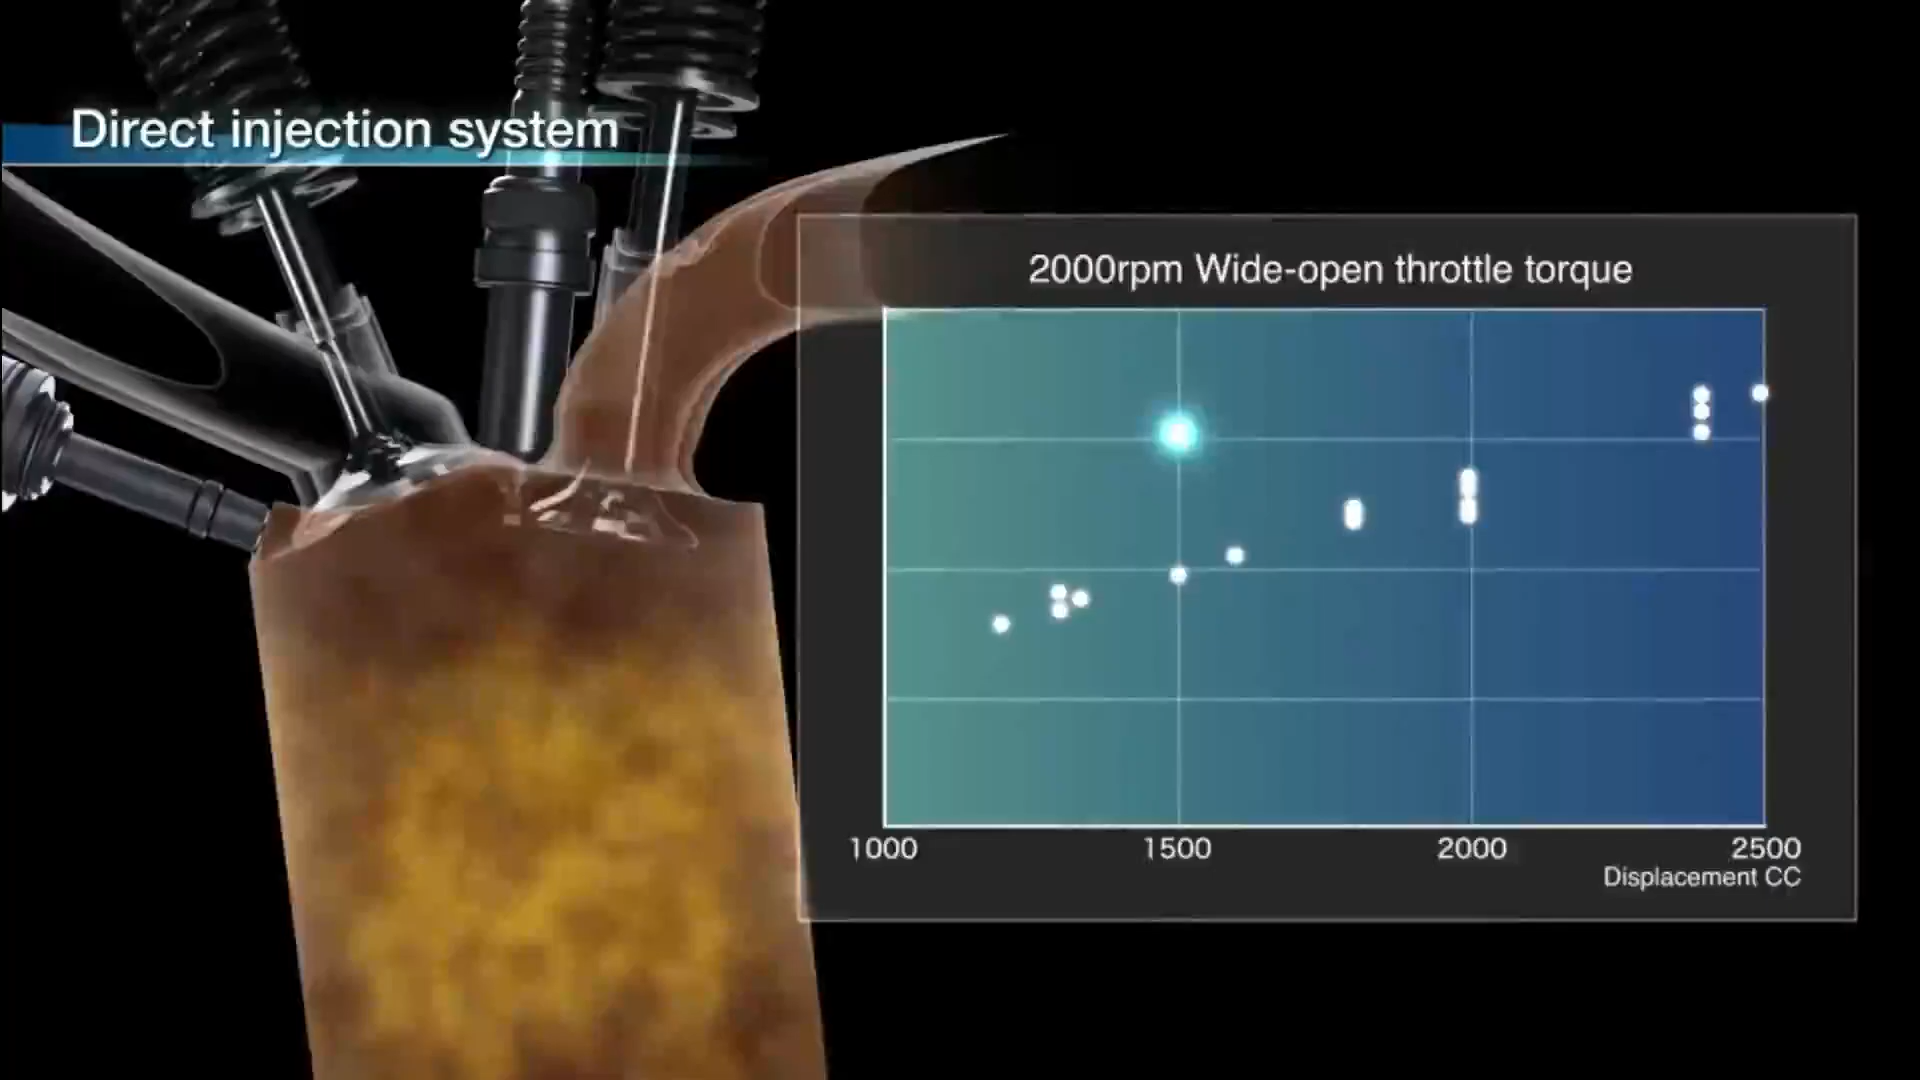 Direct injection system
2000rpm Wide-open throttle torque
1000 1500 2000 2500
Displacement CC